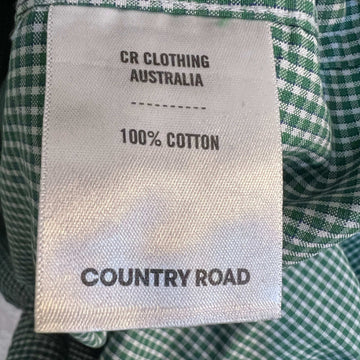 CR CLOTHING
AUSTRALIA
-----------
100% COTTON
COUNTRY ROAD